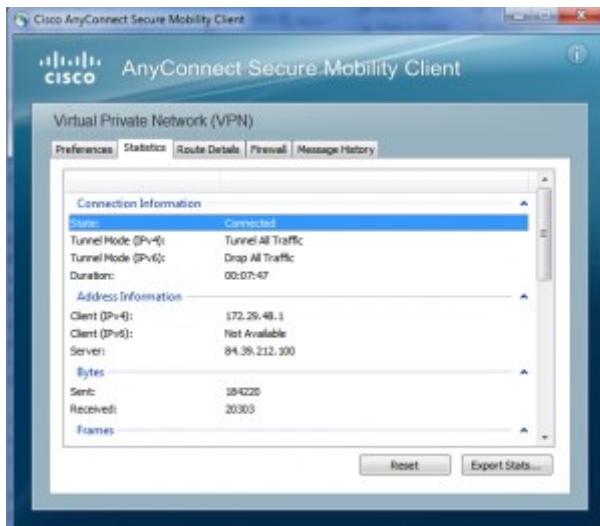 Cisco AnyConnect Secure Mobility Client
cisco AnyConnect Secure Mobility Client
Virtual Private Network (VPN)
Preferences Statistics Route Details Firewall Message History
Connection Information
State: Connected
Tunnel Mode (IPv4): Tunnel All Traffic
Tunnel Mode (IPv6): Drop All Traffic
Duration: 00:07:47
Address Information
Client (IPv4): 172.29.48.1
Client (IPv6): Not Available
Server: 84.39.212.100
Bytes
Sent: 184220
Received: 20303
Frames
Reset Export Stats...